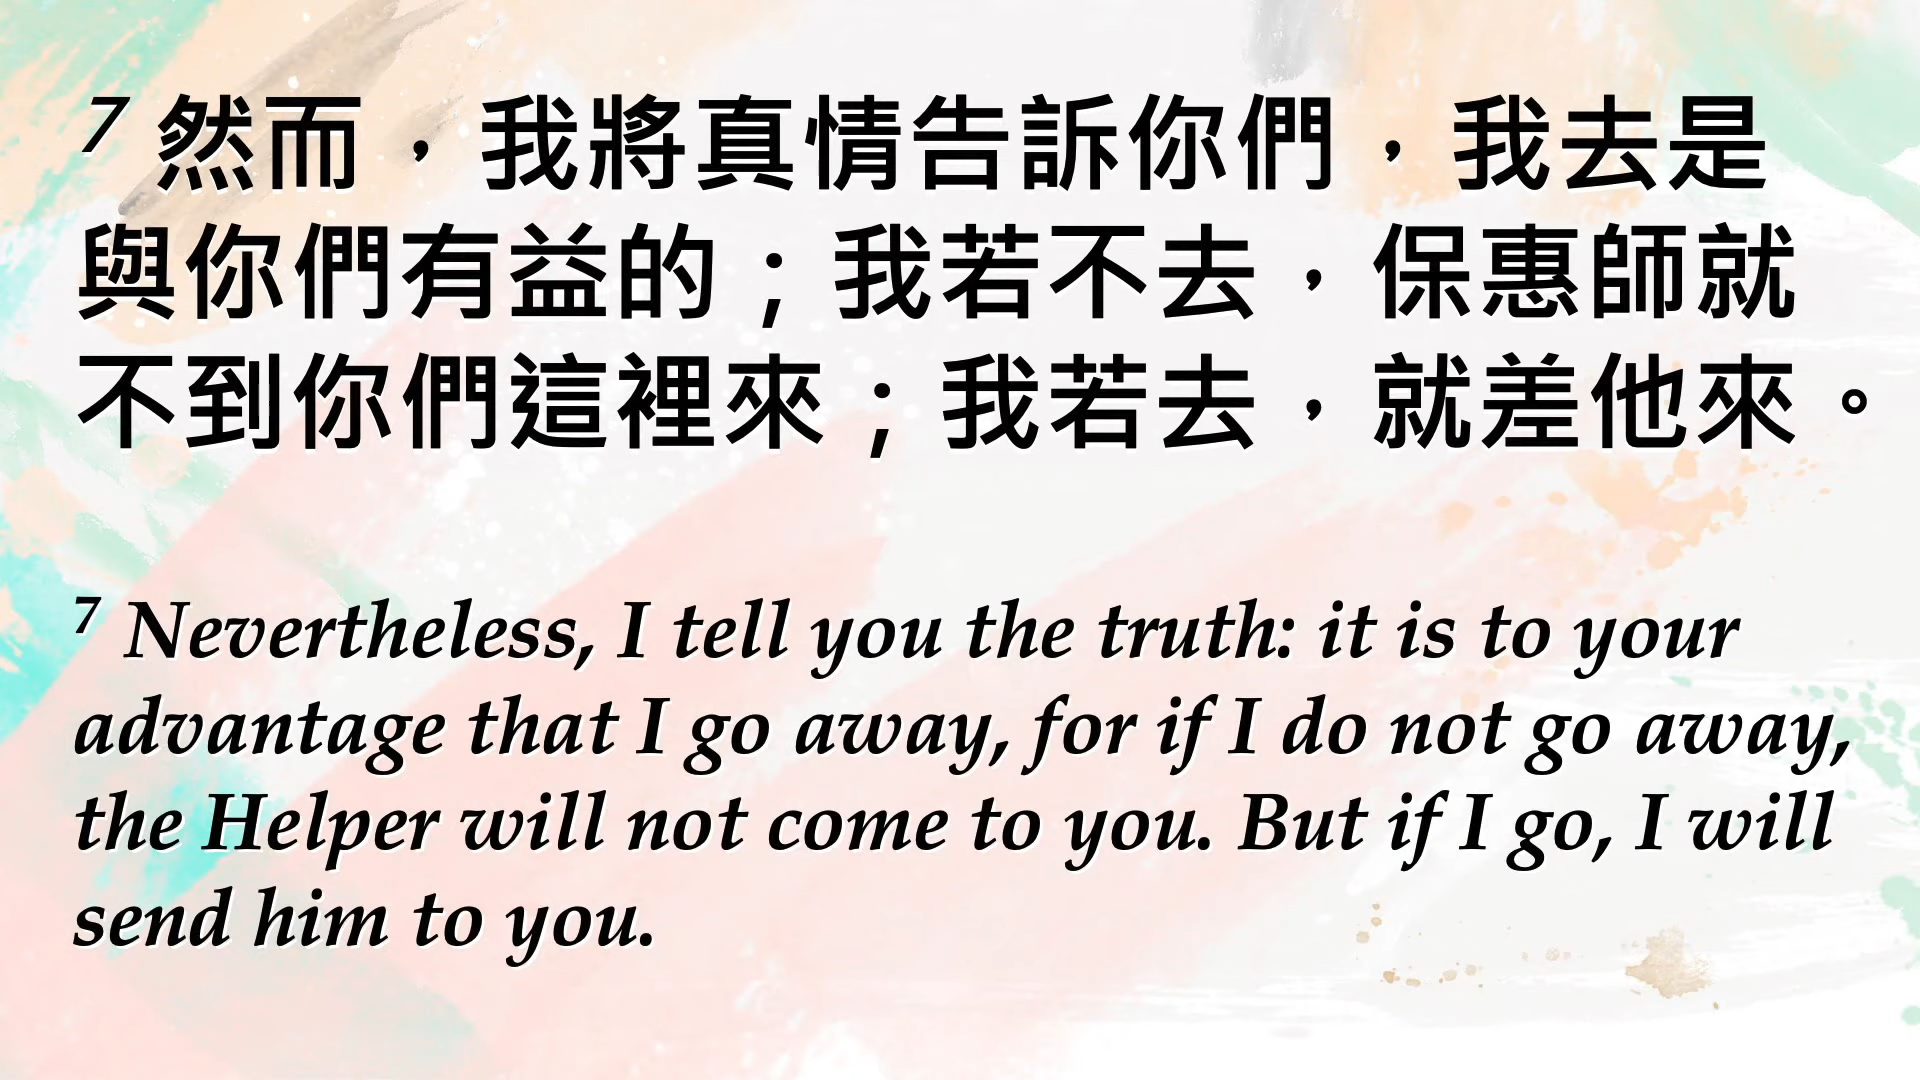 7 然而，我將真情告訴你們，我去是
與你們有益的；我若不去，保惠師就
不到你們這裡來；我若去，就差他來。
7 Nevertheless, I tell you the truth: it is to your
advantage that I go away, for if I do not go away,
the Helper will not come to you. But if I go, I will
send him to you.